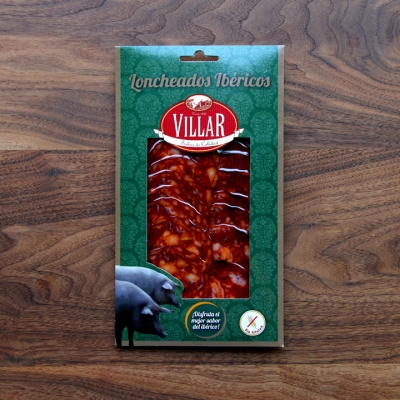 Loncheados Ibéricos
VILLAR
¡Disfruta el
mejor sabor
del ibérico!